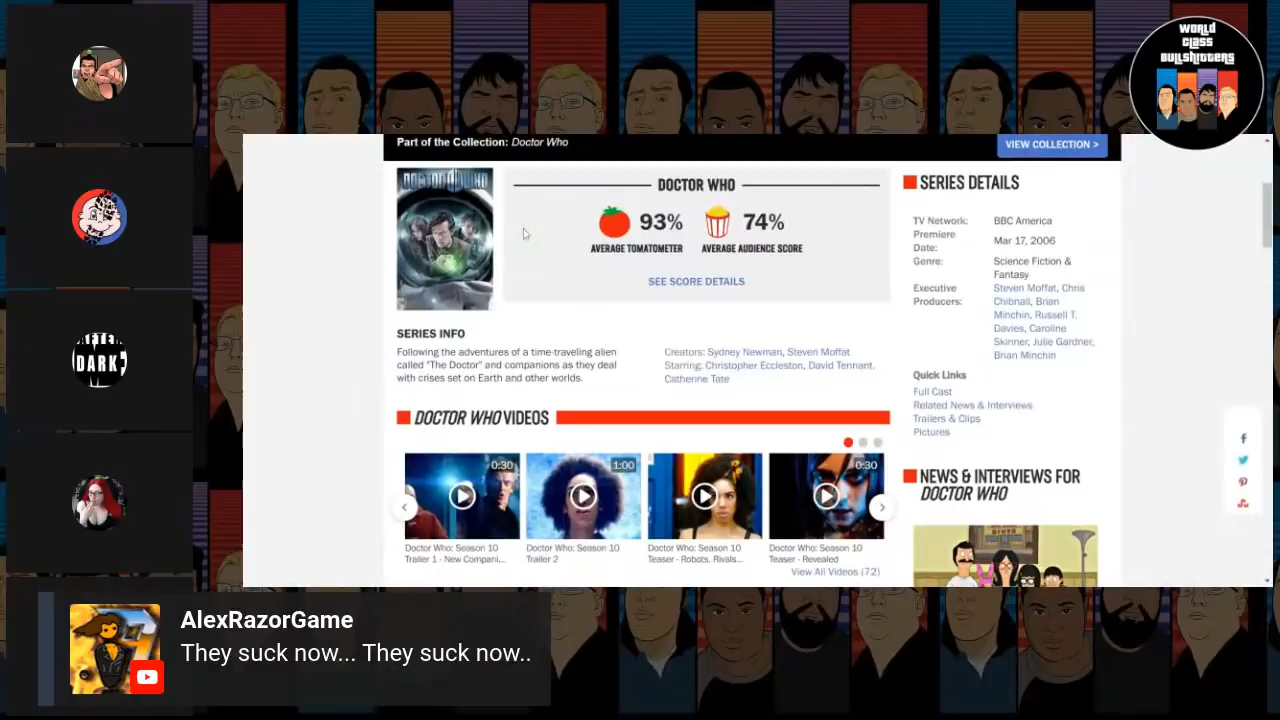 WORLD
CLASS
BULLSHITTERS
AFTER
DARK
Part of the Collection: Doctor Who
VIEW COLLECTION >
DOCTOR WHO
DOCTOR WHO
93%
74%
AVERAGE TOMATOMETER
AVERAGE AUDIENCE SCORE
SEE SCORE DETAILS
SERIES INFO
Following the adventures of a time-traveling alien
called "The Doctor" and companions as they deal
with crises set on Earth and other worlds.
Creators: Sydney Newman, Steven Moffat
Starring: Christopher Eccleston, David Tennant,
Catherine Tate
DOCTOR WHO VIDEOS
0:30
1:00
0:30
Doctor Who: Season 10
Trailer 1 - New Compani...
Doctor Who: Season 10
Trailer 2
Doctor Who: Season 10
Teaser - Robots. Rivals...
Doctor Who: Season 10
Teaser - Revealed
View All Videos (72)
SERIES DETAILS
TV Network: BBC America
Premiere
Date: Mar 17, 2006
Genre: Science Fiction &
Fantasy
Executive Steven Moffat, Chris
Producers: Chibnall, Brian
Minchin, Russell T.
Davies, Caroline
Skinner, Julie Gardner,
Brian Minchin
Quick Links
Full Cast
Related News & Interviews
Trailers & Clips
Pictures
NEWS & INTERVIEWS FOR
DOCTOR WHO
AlexRazorGame
They suck now... They suck now..